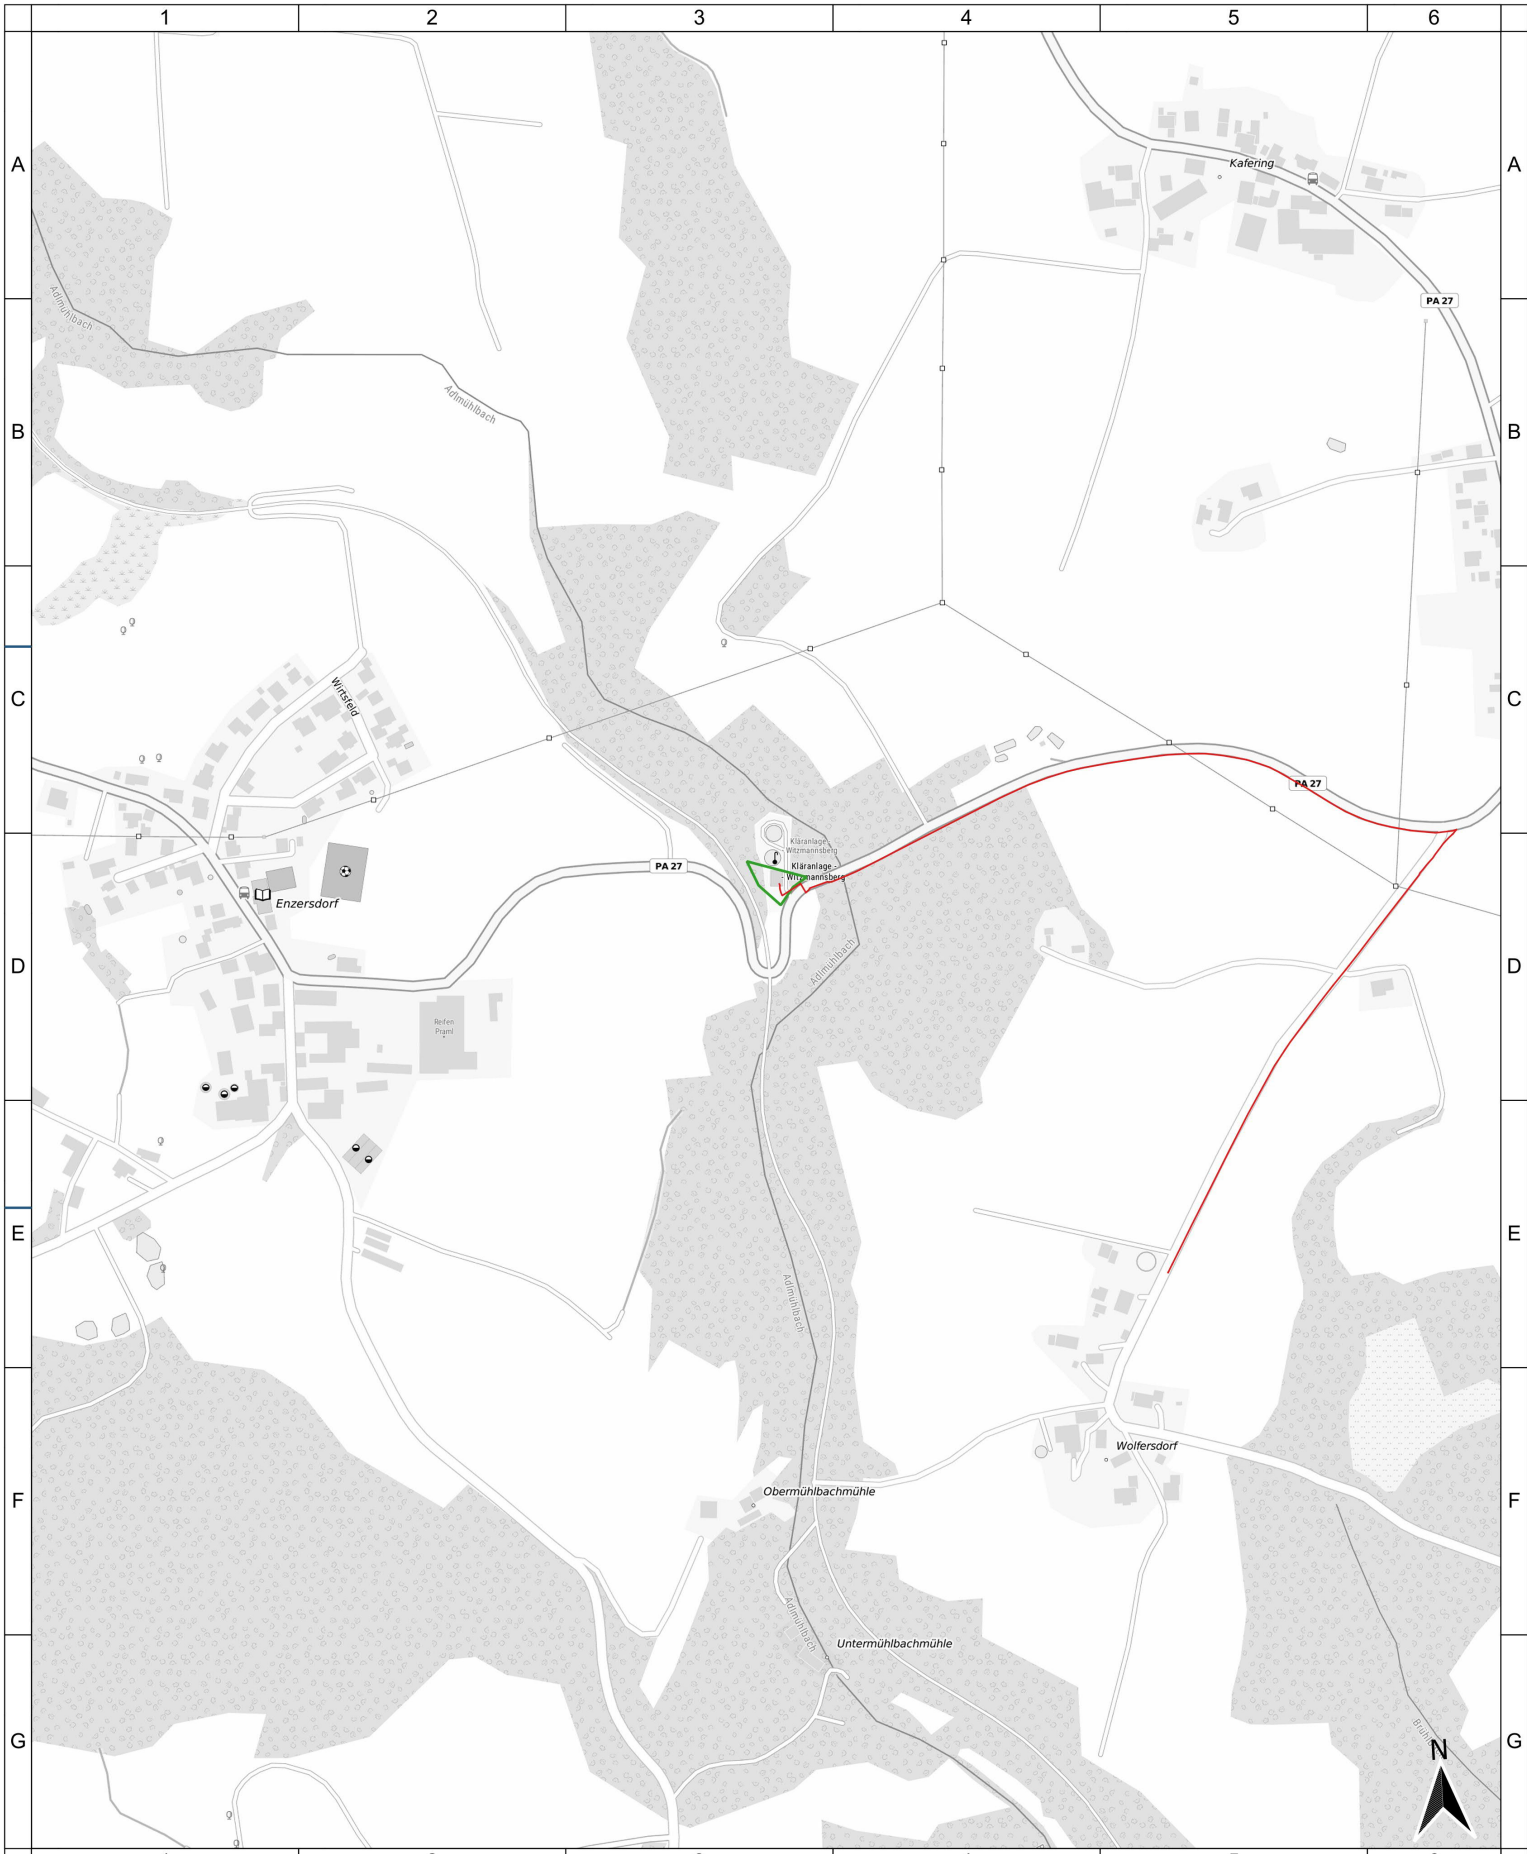 1 2 3 4 5 6
A A
Kafering
Adlmühlbach
PA 27
Adlmühlbach
B B
C C
Wirtsfeld
PA 27
Kläranlage -
Witzmannsberg
Kläranlage -
Witzmannsberg
PA 27
Enzersdorf
D D
Adlmühlbach
Reifen
Praml
E E
Adlmühlbach
Wolfersdorf
Obermühlbachmühle
F F
Adlmühlbach
Untermühlbachmühle
G G
N